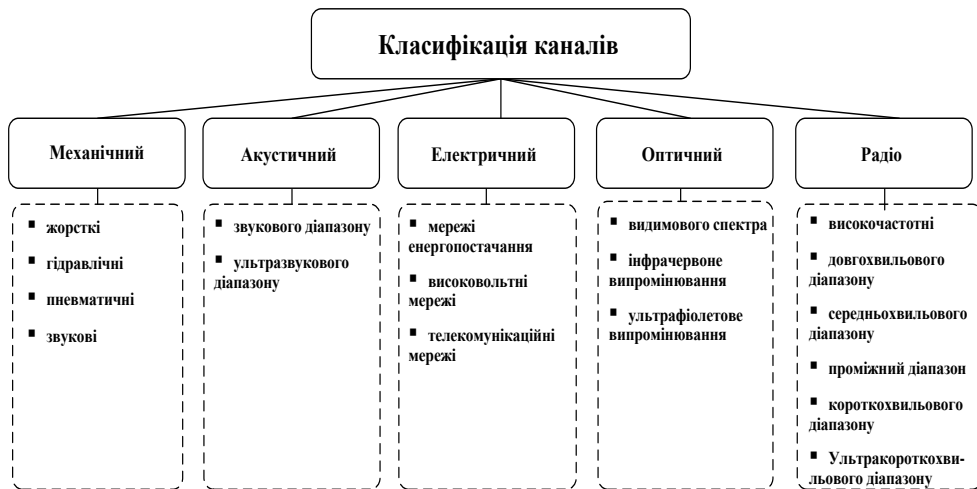 Класифікація каналів
Механічний
Акустичний
Електричний
Оптичний
Радіо
▪ жорсткі
▪ гідравлічні
▪ пневматичні
▪ звукові
▪ звукового діапазону
▪ ультразвукового
діапазону
▪ мережі
енергопостачання
▪ високовольтні
мережі
▪ телекомунікаційні
мережі
▪ видимого спектра
▪ інфрачервоне
випромінювання
▪ ультрафіолетове
випромінювання
▪ високочастотні
▪ довгохвильового
діапазону
▪ середньохвильового
діапазону
▪ проміжний діапазон
▪ короткохвильового
діапазону
▪ Ультракороткохви-
льового діапазону